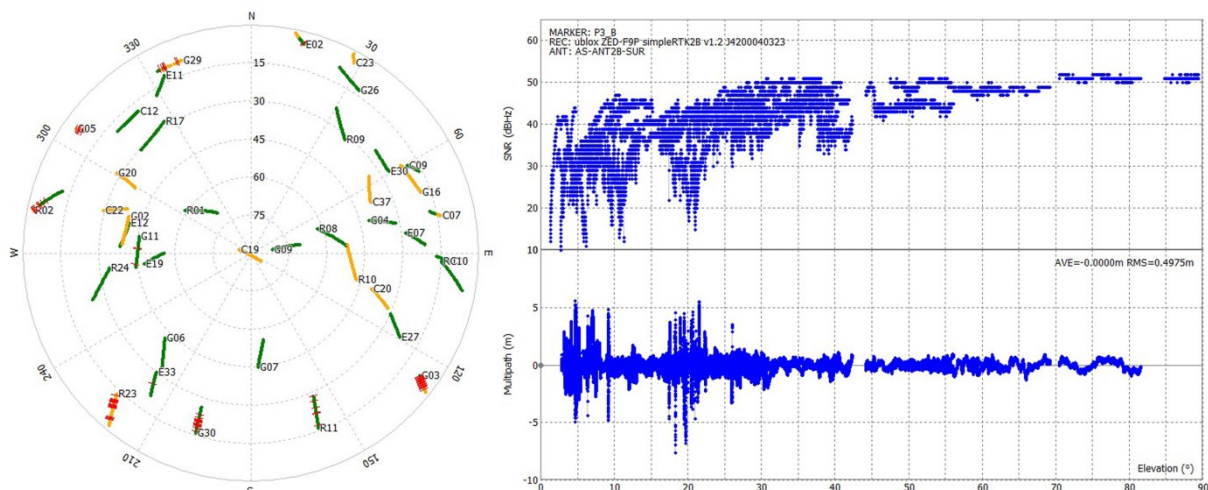 N
30
60
E
120
150
210
240
W
300
330
15
30
45
60
75
E02
C23
G26
G29
E11
C12
R17
G05
R09
C09
E30
G16
C37
C07
G04
E07
G20
R02
C22
G02
E12
G11
R01
R08
C19
G09
R24
E19
R10
C20
E27
G06
G07
E33
R23
G30
R11
G03
MARKER: P3_B
REC: ublox ZED-F9P simpleRTK2B v1.2 J4200040323
ANT: AS-ANT2B-SUR
60
50
40
30
20
10
SNR (dBHz)
AVE=-0.0000m RMS=0.4975m
5
0
-5
-10
Multipath (m)
Elevation (º)
0 10 20 30 40 50 60 70 80 90